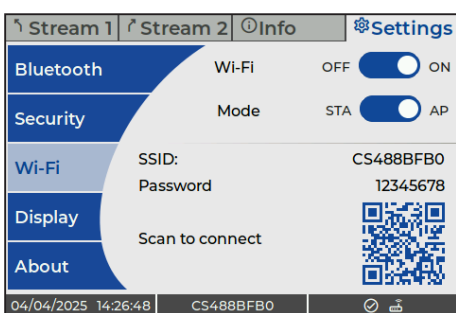 Stream 1 Stream 2 Info Settings
Bluetooth Wi-Fi OFF ON
Security Mode STA AP
Wi-Fi SSID: CS488BFB0
Password 12345678
Display Scan to connect
About
04/04/2025 14:26:48 CS488BFB0